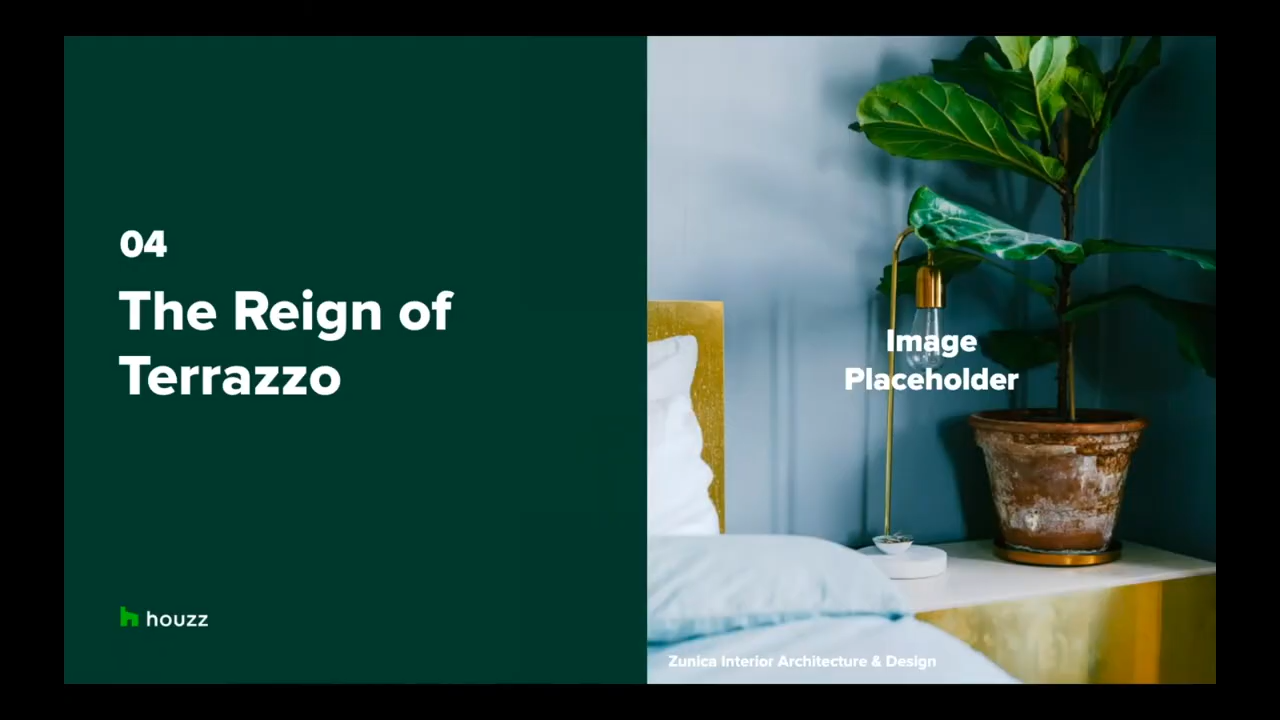 04
The Reign of
Terrazzo
houzz
Image
Placeholder
Zunica Interior Architecture & Design